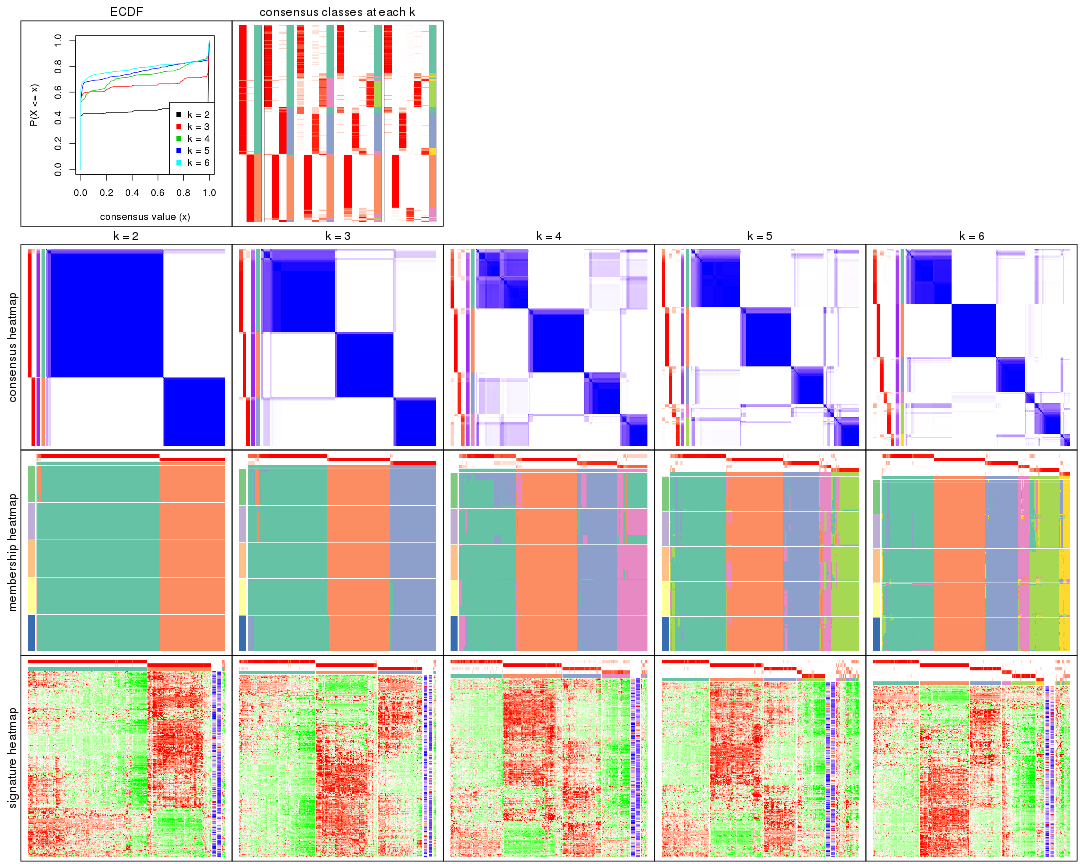 ECDF
consensus classes at each k
P(X <= x)
0.0 0.2 0.4 0.6 0.8 1.0
k = 2
k = 3
k = 4
k = 5
k = 6
0.0 0.2 0.4 0.6 0.8 1.0
consensus value (x)
k = 2
k = 3
k = 4
k = 5
k = 6
consensus heatmap
membership heatmap
signature heatmap